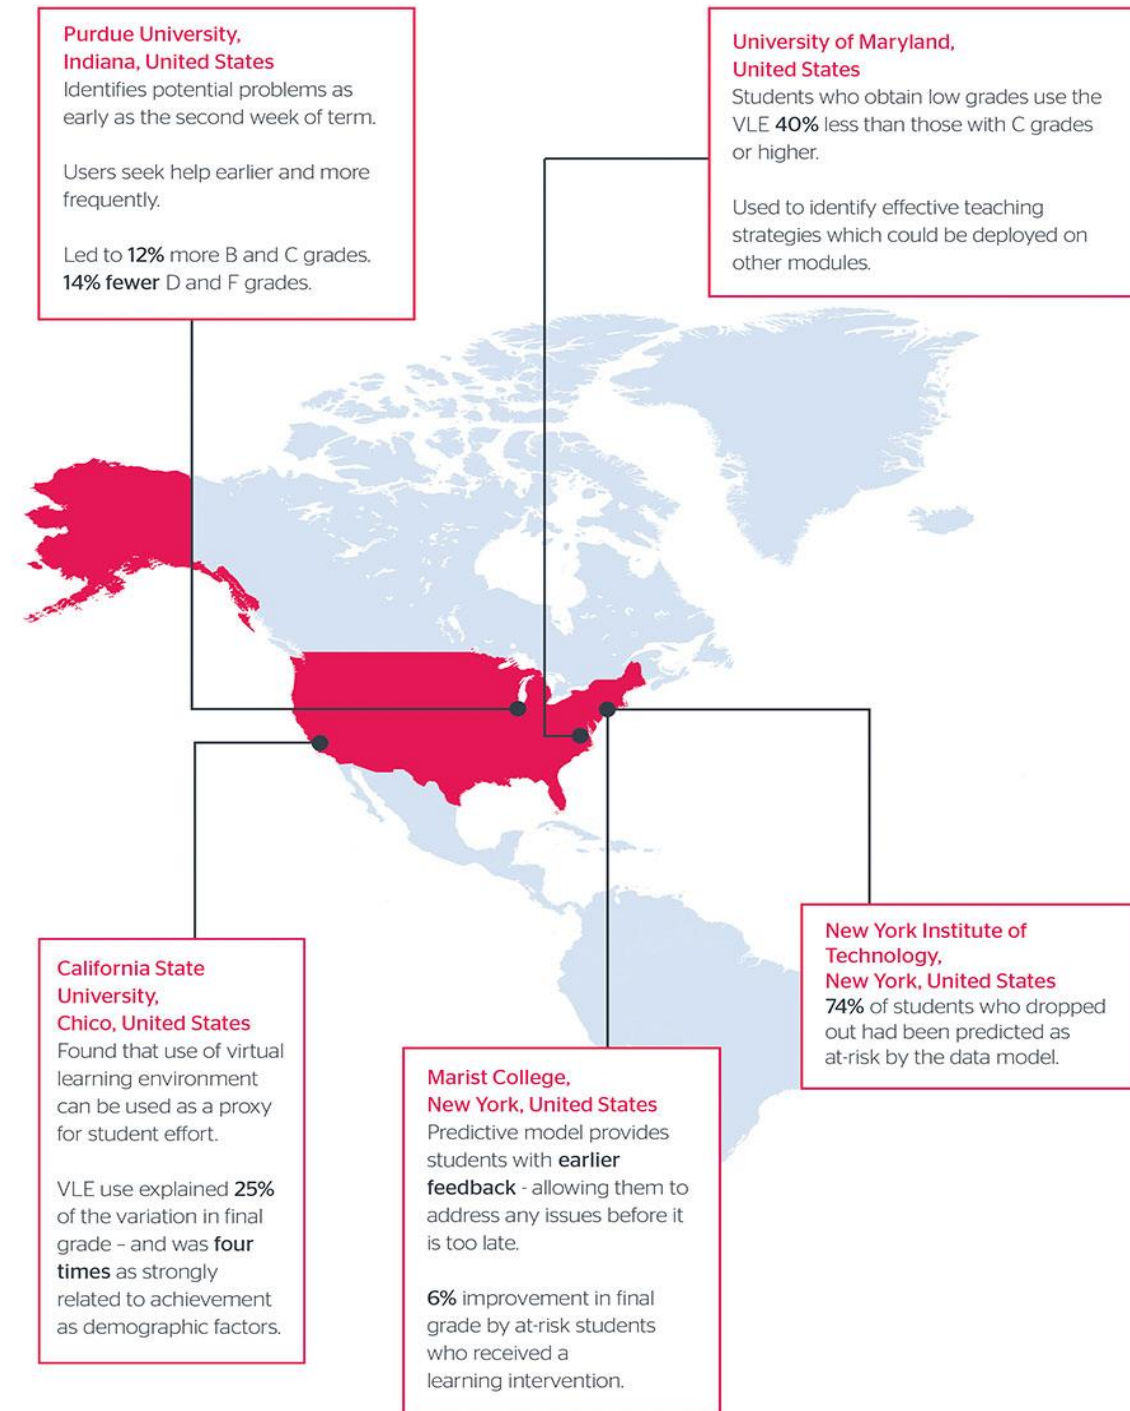 Purdue University,
Indiana, United States
Identifies potential problems as
early as the second week of term.
Users seek help earlier and more
frequently.
Led to 12% more B and C grades.
14% fewer D and F grades.
University of Maryland,
United States
Students who obtain low grades use the
VLE 40% less than those with C grades
or higher.
Used to identify effective teaching
strategies which could be deployed on
other modules.
California State
University,
Chico, United States
Found that use of virtual
learning environment
can be used as a proxy
for student effort.
VLE use explained 25%
of the variation in final
grade – and was four
times as strongly
related to achievement
as demographic factors.
Marist College,
New York, United States
Predictive model provides
students with earlier
feedback - allowing them to
address any issues before it
is too late.
6% improvement in final
grade by at-risk students
who received a
learning intervention.
New York Institute of
Technology,
New York, United States
74% of students who dropped
out had been predicted as
at-risk by the data model.